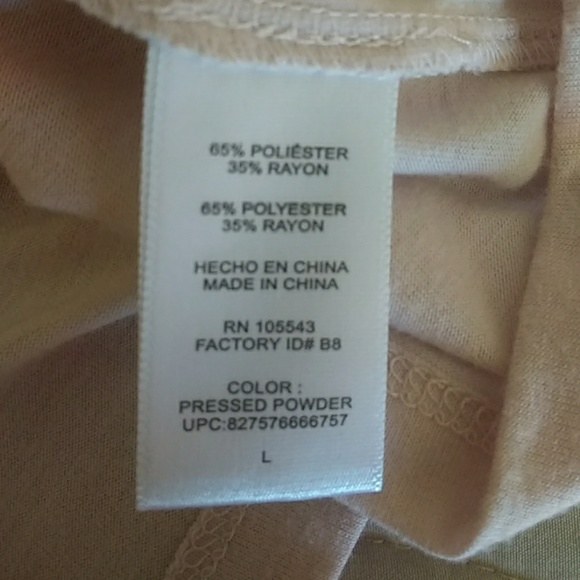 65% POLIÉSTER
35% RAYON
65% POLYESTER
35% RAYON
HECHO EN CHINA
MADE IN CHINA
RN 105543
FACTORY ID# B8
COLOR :
PRESSED POWDER
UPC:827576666757
L